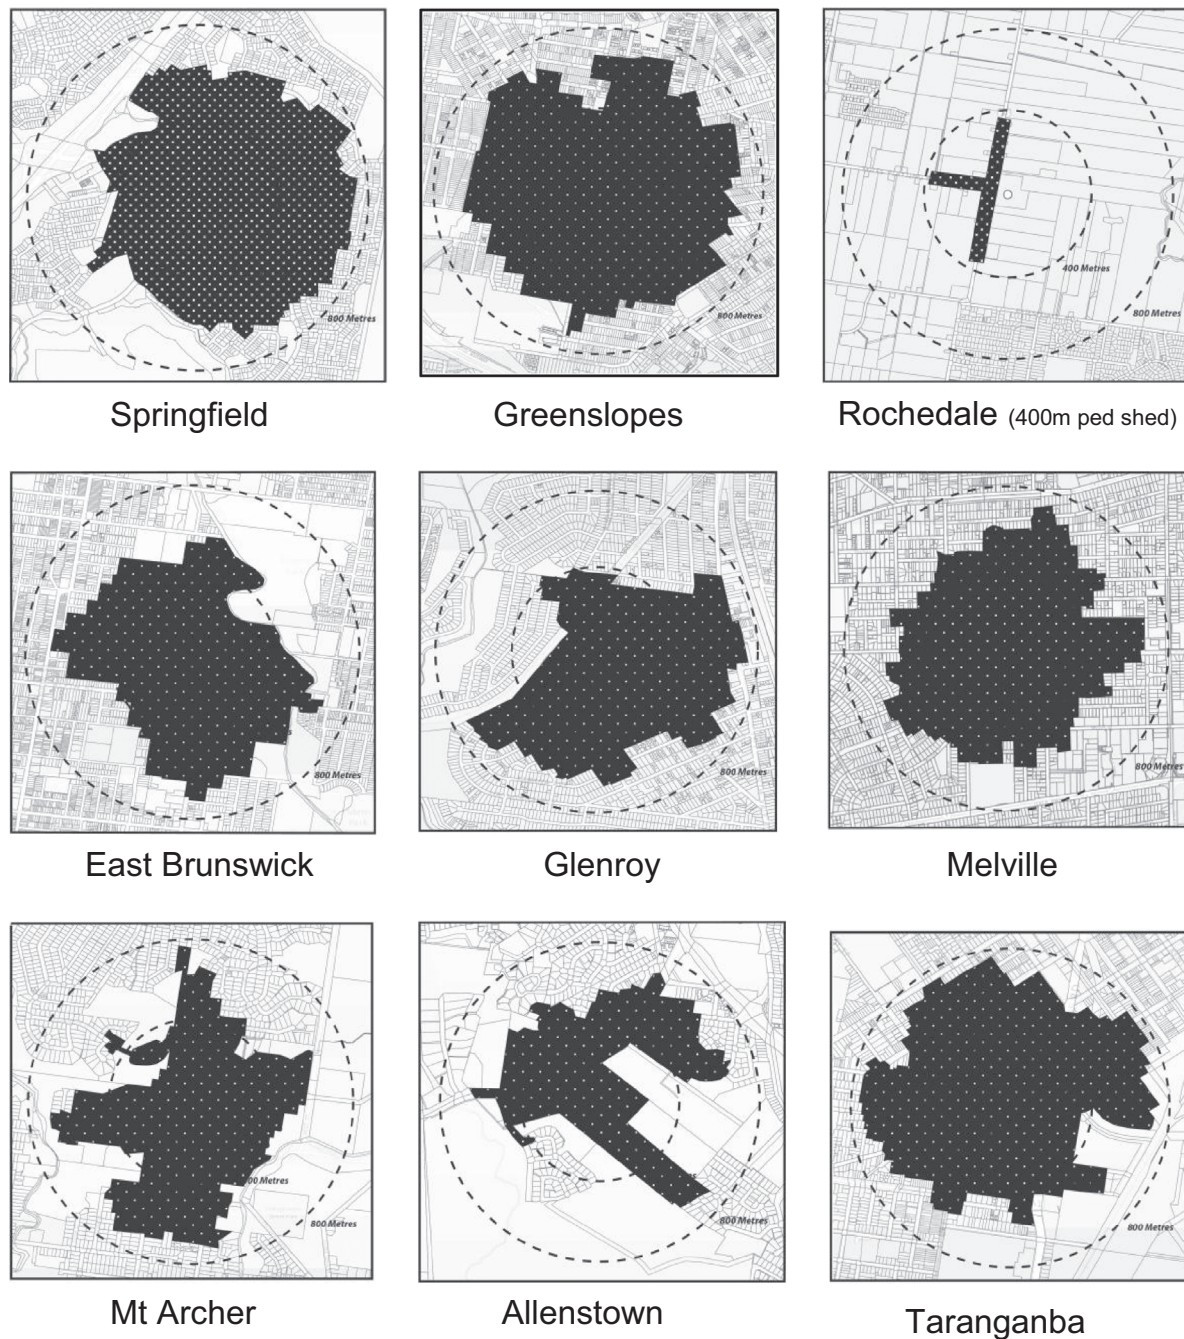 800 Metres
800 Metres
400 Metres
800 Metres
Springfield
Greenslopes
Rochedale (400m ped shed)
800 Metres
800 Metres
800 Metres
East Brunswick
Glenroy
Melville
00 Metres
800 Metres
800 Metres
800 Metres
Mt Archer
Allenstown
Taranganba